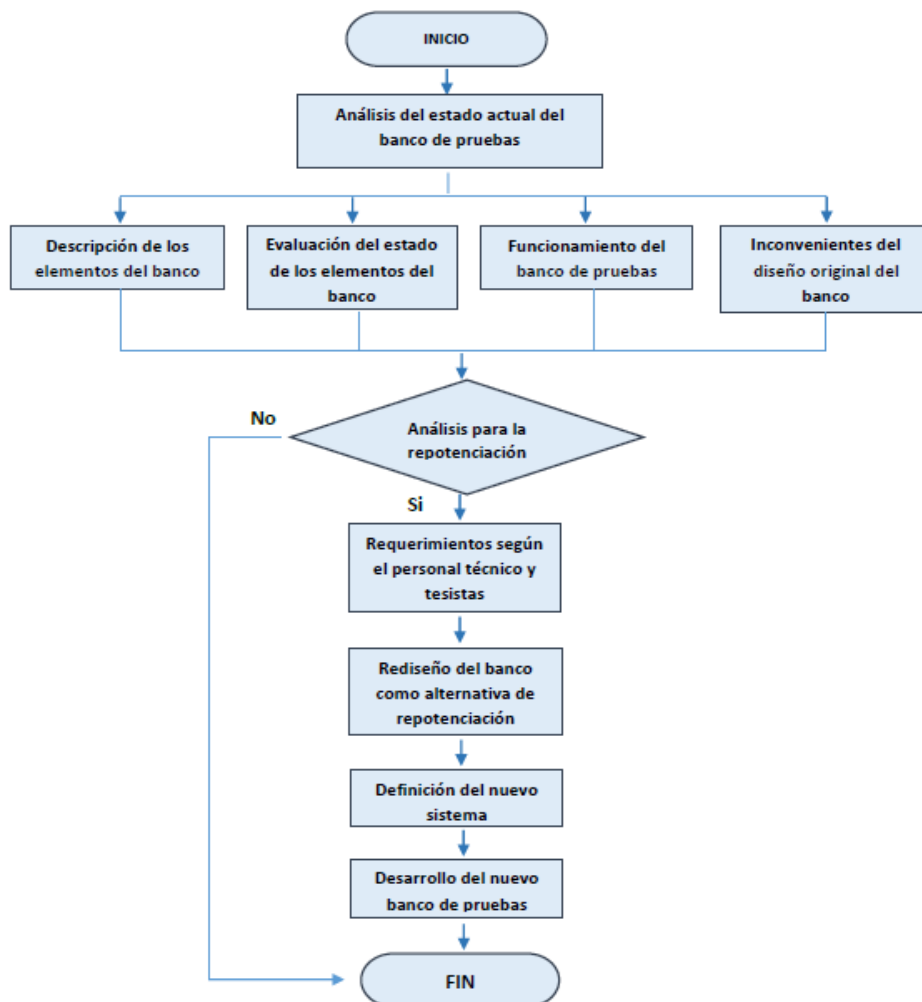 INICIO
Análisis del estado actual del
banco de pruebas
Descripción de los
elementos del banco
Evaluación del estado
de los elementos del
banco
Funcionamiento del
banco de pruebas
Inconvenientes del
diseño original del
banco
No
Análisis para la
repotenciación
Si
Requerimientos según
el personal técnico y
tesistas
Rediseño del banco
como alternativa de
repotenciación
Definición del nuevo
sistema
Desarrollo del nuevo
banco de pruebas
FIN